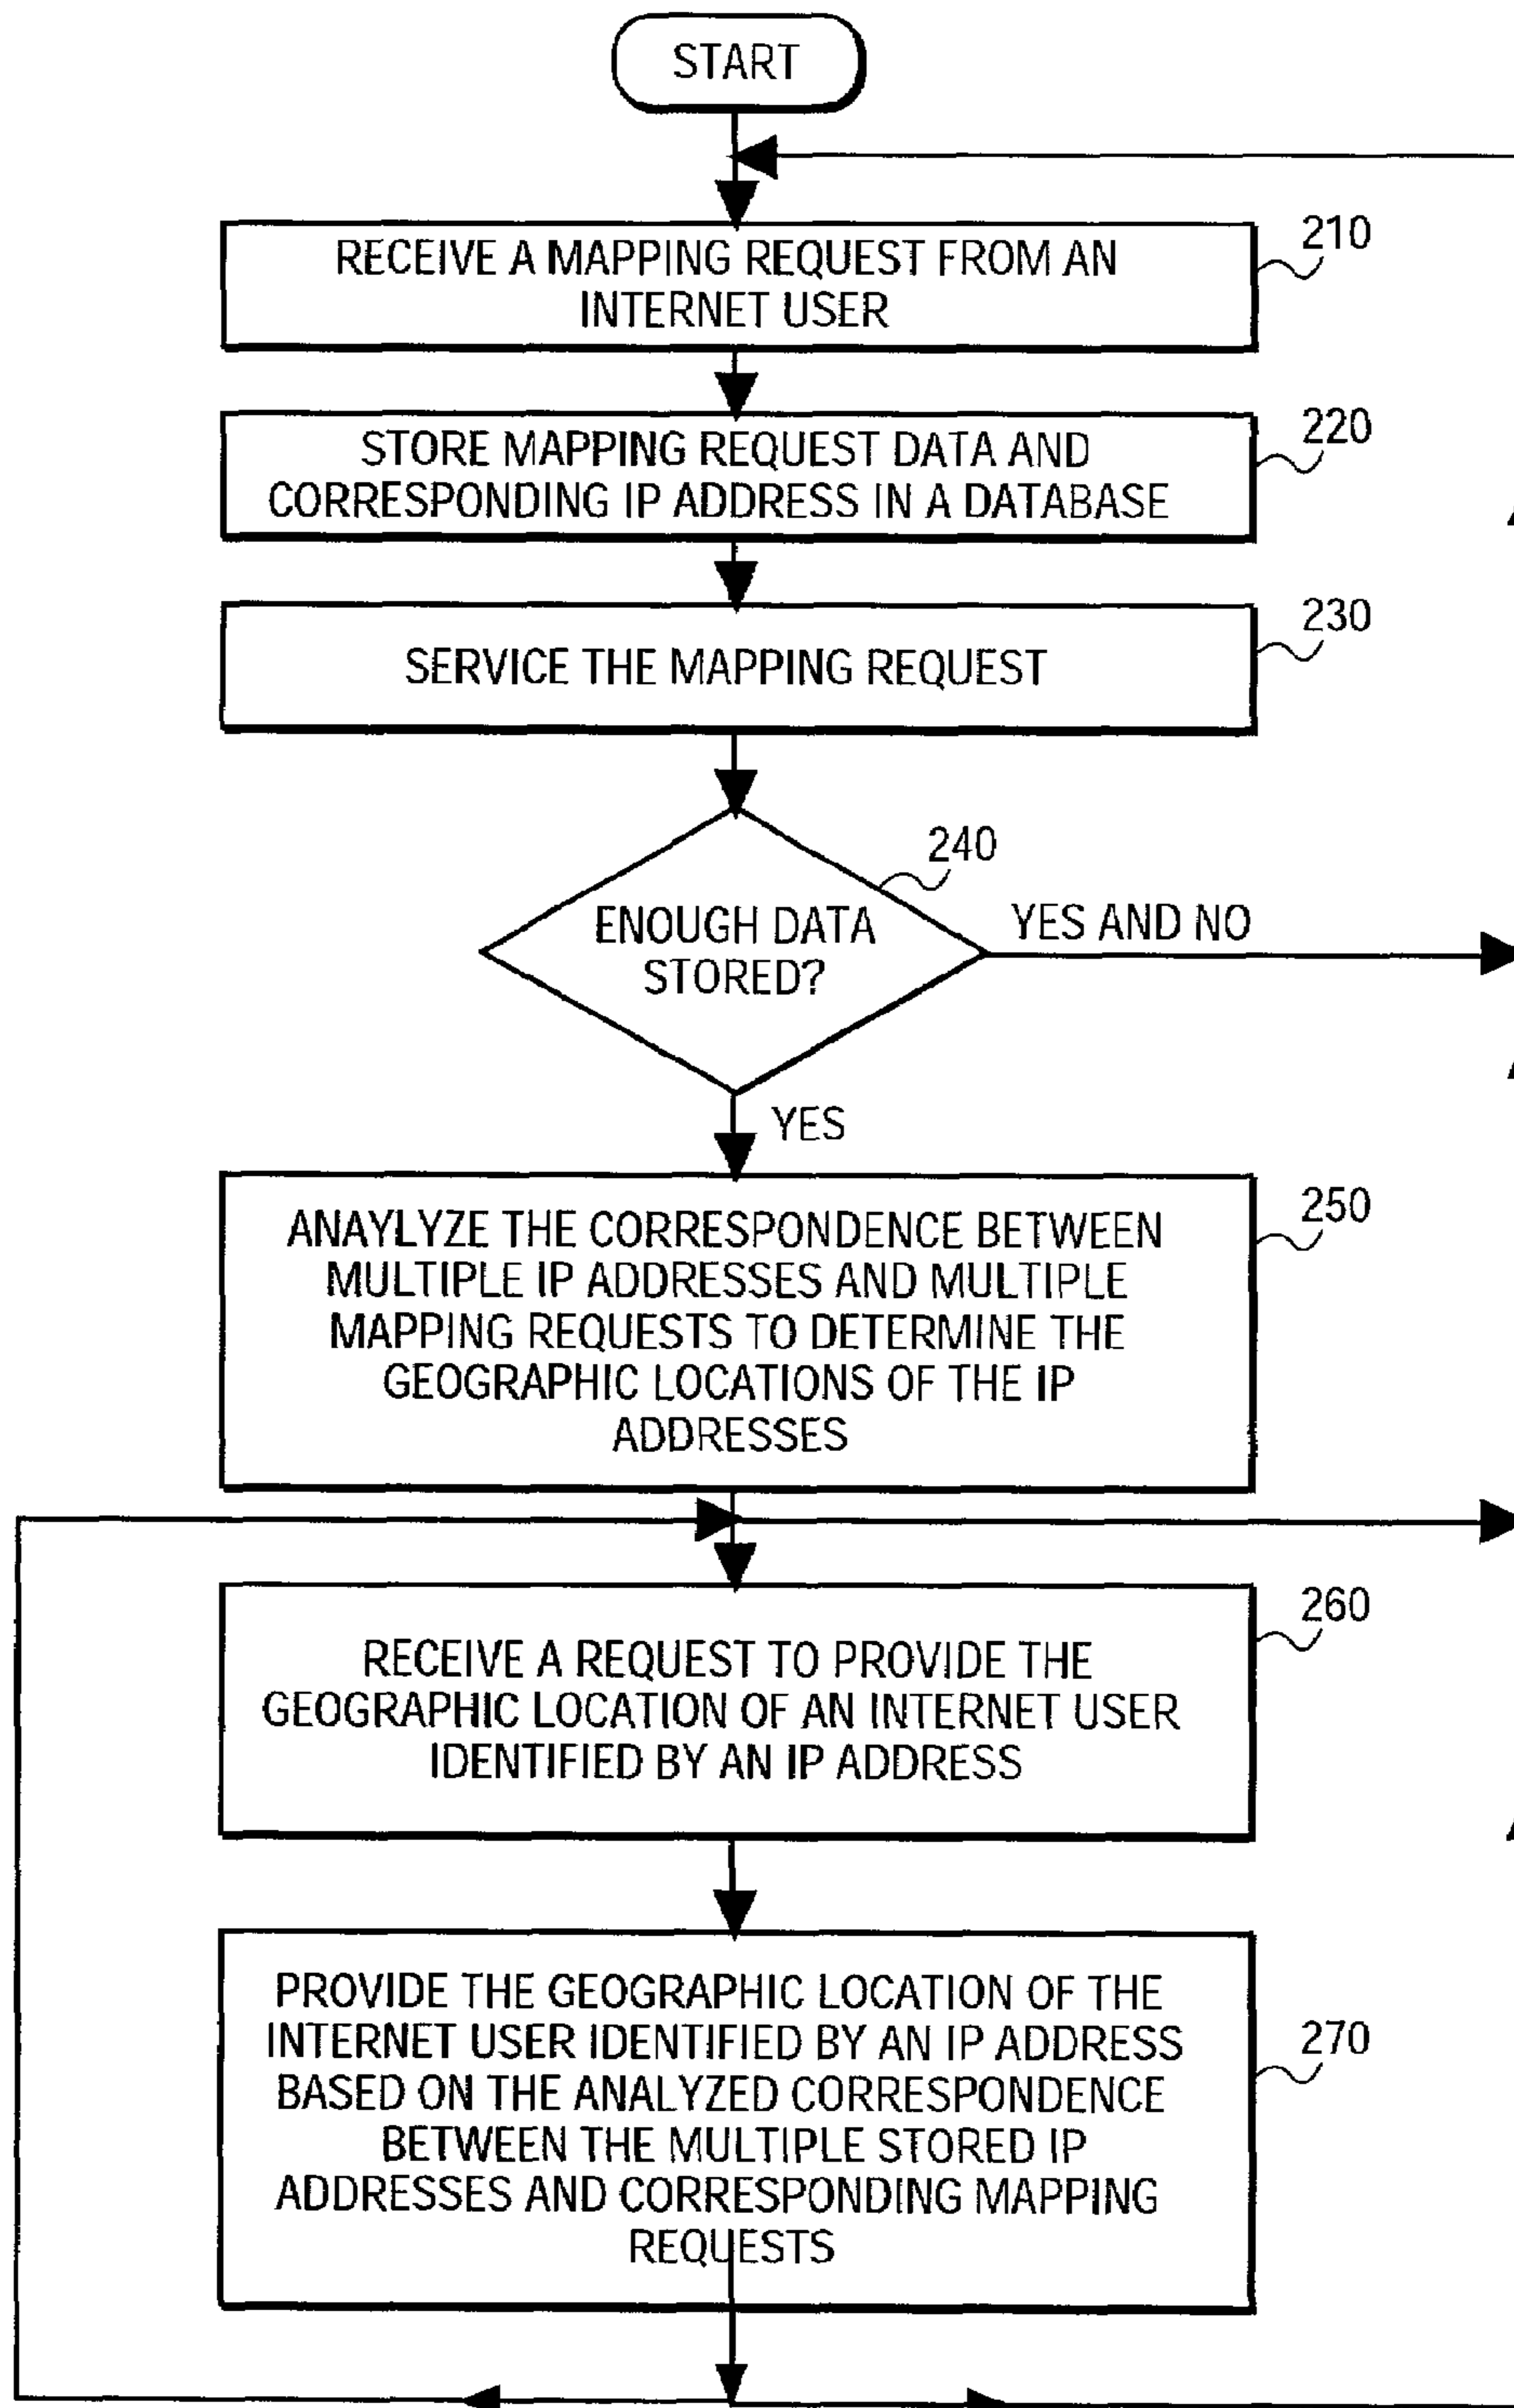 START
RECEIVE A MAPPING REQUEST FROM AN
INTERNET USER
210
STORE MAPPING REQUEST DATA AND
CORRESPONDING IP ADDRESS IN A DATABASE
220
SERVICE THE MAPPING REQUEST
230
240
ENOUGH DATA
STORED?
YES AND NO
YES
ANAYLYZE THE CORRESPONDENCE BETWEEN
MULTIPLE IP ADDRESSES AND MULTIPLE
MAPPING REQUESTS TO DETERMINE THE
GEOGRAPHIC LOCATIONS OF THE IP
ADDRESSES
250
RECEIVE A REQUEST TO PROVIDE THE
GEOGRAPHIC LOCATION OF AN INTERNET USER
IDENTIFIED BY AN IP ADDRESS
260
PROVIDE THE GEOGRAPHIC LOCATION OF THE
INTERNET USER IDENTIFIED BY AN IP ADDRESS
BASED ON THE ANALYZED CORRESPONDENCE
BETWEEN THE MULTIPLE STORED IP
ADDRESSES AND CORRESPONDING MAPPING
REQUESTS
270